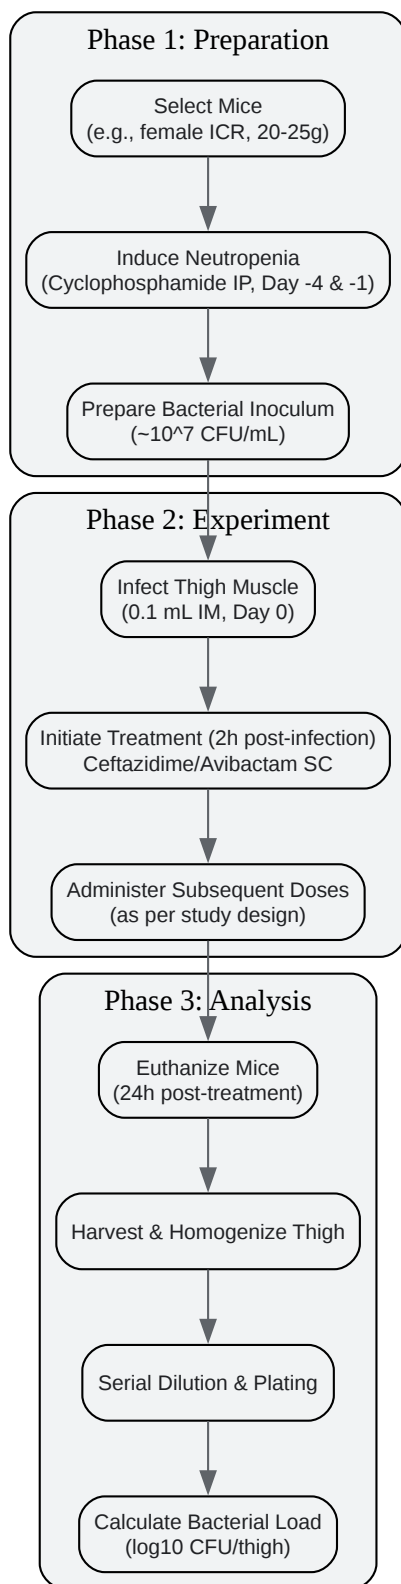 Phase 1: Preparation
Select Mice
(e.g., female ICR, 20-25g)
Induce Neutropenia
(Cyclophosphamide IP, Day -4 & -1)
Prepare Bacterial Inoculum
(~10^7 CFU/mL)
Phase 2: Experiment
Infect Thigh Muscle
(0.1 mL IM, Day 0)
Initiate Treatment (2h post-infection)
Ceftazidime/Avibactam SC
Administer Subsequent Doses
(as per study design)
Phase 3: Analysis
Euthanize Mice
(24h post-treatment)
Harvest & Homogenize Thigh
Serial Dilution & Plating
Calculate Bacterial Load
(log10 CFU/thigh)